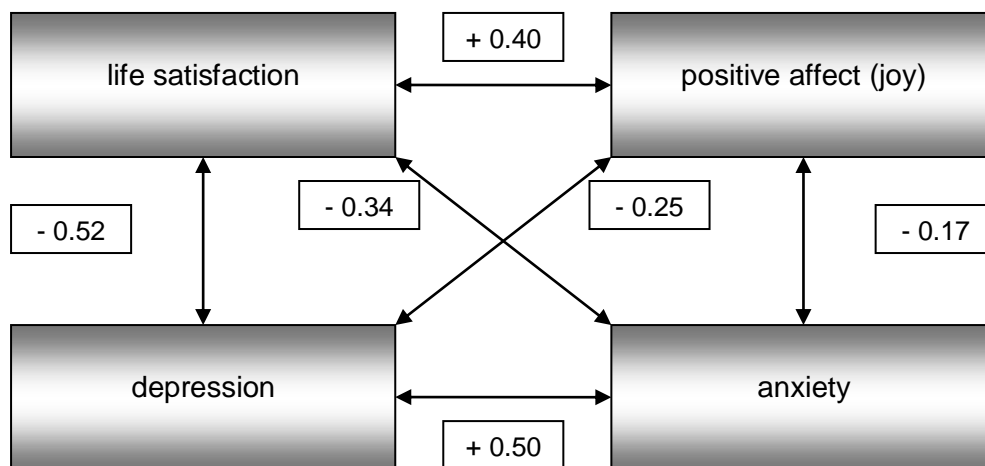 + 0.40
life satisfaction
positive affect (joy)
- 0.52
- 0.34
- 0.25
- 0.17
depression
anxiety
+ 0.50